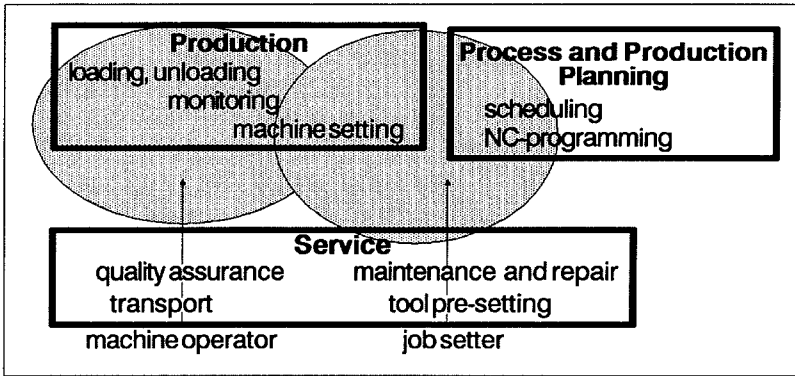 Production
loading, unloading
monitoring
machine setting
Process and Production
Planning
scheduling
NC-programming
Service
quality assurance
maintenance and repair
transport
tool pre-setting
machine operator
job setter